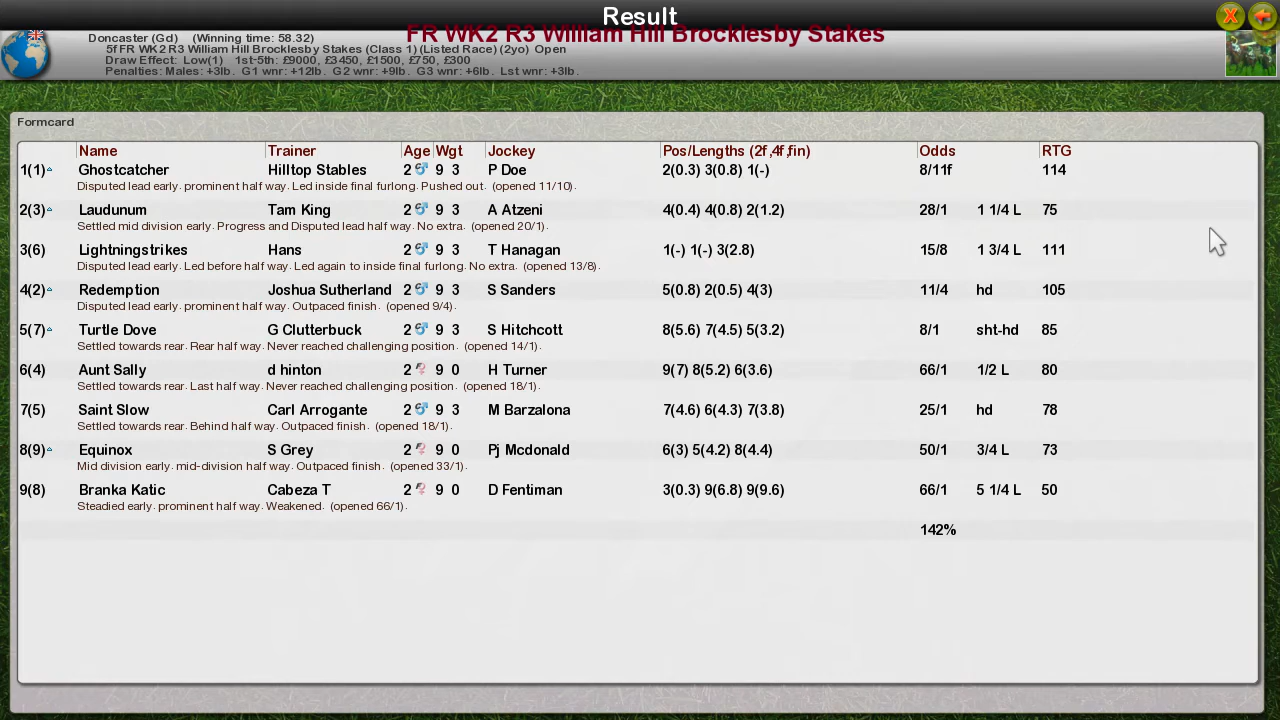 Result
FR WK2 R3 William Hill Brocklesby Stakes
Doncaster (Gd) (Winning time: 58.32)
5f FR WK2 R3 William Hill Brocklesby Stakes (Class 1) (Listed Race) (2yo) Open
Draw Effect: Low(1) 1st-5th: £9000, £3450, £1500, £750, £300
Penalties: Males: +3lb. G1 wnr: +12lb. G2 wnr: +9lb. G3 wnr: +6lb. Lst wnr: +3lb.
Formcard
Name Trainer Age Wgt Jockey Pos/Lengths (2f,4f,fin) Odds RTG
1(1) Ghostcatcher Hilltop Stables 2 9 3 P Doe 2(0.3) 3(0.8) 1(-) 8/11f 114
Disputed lead early. prominent half way. Led inside final furlong. Pushed out. (opened 11/10).
2(3) Laudunum Tam King 2 9 3 A Atzeni 4(0.4) 4(0.8) 2(1.2) 28/1 1 1/4 L 75
Settled mid division early. Progress and Disputed lead half way. No extra. (opened 20/1).
3(6) Lightningstrikes Hans 2 9 3 T Hanagan 1(-) 1(-) 3(2.8) 15/8 1 3/4 L 111
Disputed lead early. Led before half way. Led again to inside final furlong. No extra. (opened 13/8).
4(2) Redemption Joshua Sutherland 2 9 3 S Sanders 5(0.8) 2(0.5) 4(3) 11/4 hd 105
Disputed lead early. prominent half way. Outpaced finish. (opened 9/4).
5(7) Turtle Dove G Clutterbuck 2 9 3 S Hitchcott 8(5.6) 7(4.5) 5(3.2) 8/1 sht-hd 85
Settled towards rear. Rear half way. Never reached challenging position. (opened 14/1).
6(4) Aunt Sally d hinton 2 9 0 H Turner 9(7) 8(5.2) 6(3.6) 66/1 1/2 L 80
Settled towards rear. Last half way. Never reached challenging position. (opened 18/1).
7(5) Saint Slow Carl Arrogante 2 9 3 M Barzalona 7(4.6) 6(4.3) 7(3.8) 25/1 hd 78
Settled towards rear. Behind half way. Outpaced finish. (opened 18/1).
8(9) Equinox S Grey 2 9 0 Pj Mcdonald 6(3) 5(4.2) 8(4.4) 50/1 3/4 L 73
Mid division early. mid-division half way. Outpaced finish. (opened 33/1).
9(8) Branka Katic Cabeza T 2 9 0 D Fentiman 3(0.3) 9(6.8) 9(9.6) 66/1 5 1/4 L 50
Steadied early. prominent half way. Weakened. (opened 66/1).
142%